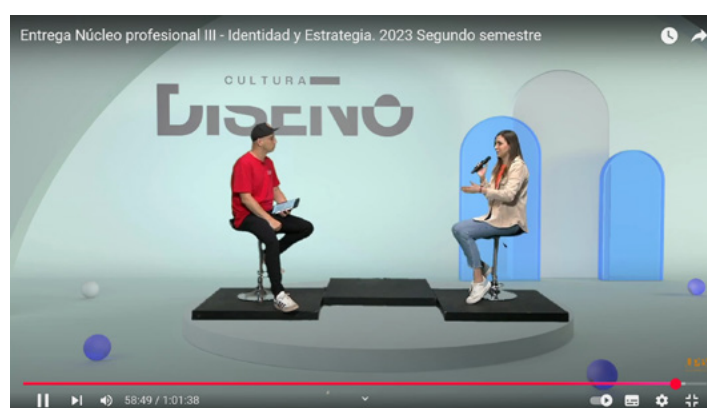 Entrega Núcleo profesional III - Identidad y Estrategia. 2023 Segundo semestre
CULTURA
DISEÑO
58:49 / 1:01:38